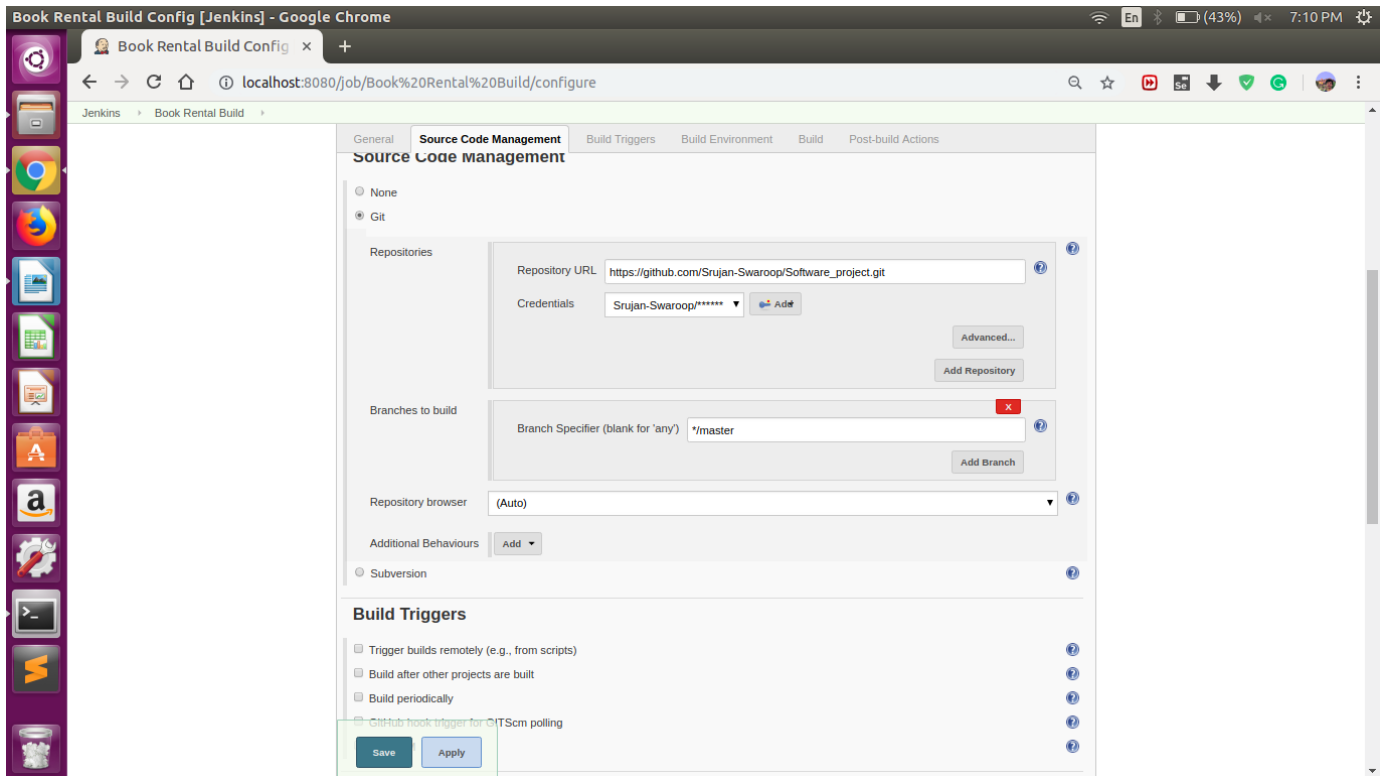 Book Rental Build Config [Jenkins] - Google Chrome
En (43%) 7:10 PM
Book Rental Build Config × +
localhost:8080/job/Book%20Rental%20Build/configure
Jenkins Book Rental Build
General Source Code Management Build Triggers Build Environment Build Post-build Actions
Source Code Management
None
Git
Repositories
Repository URL https://github.com/Srujan-Swaroop/Software_project.git
Credentials Srujan-Swaroop/****** Add
Advanced...
Add Repository
Branches to build
X
Branch Specifier (blank for 'any') */master
Add Branch
Repository browser (Auto)
Additional Behaviours Add
Subversion
Build Triggers
Trigger builds remotely (e.g., from scripts)
Build after other projects are built
Build periodically
GitHub hook trigger for GITScm polling
Save Apply